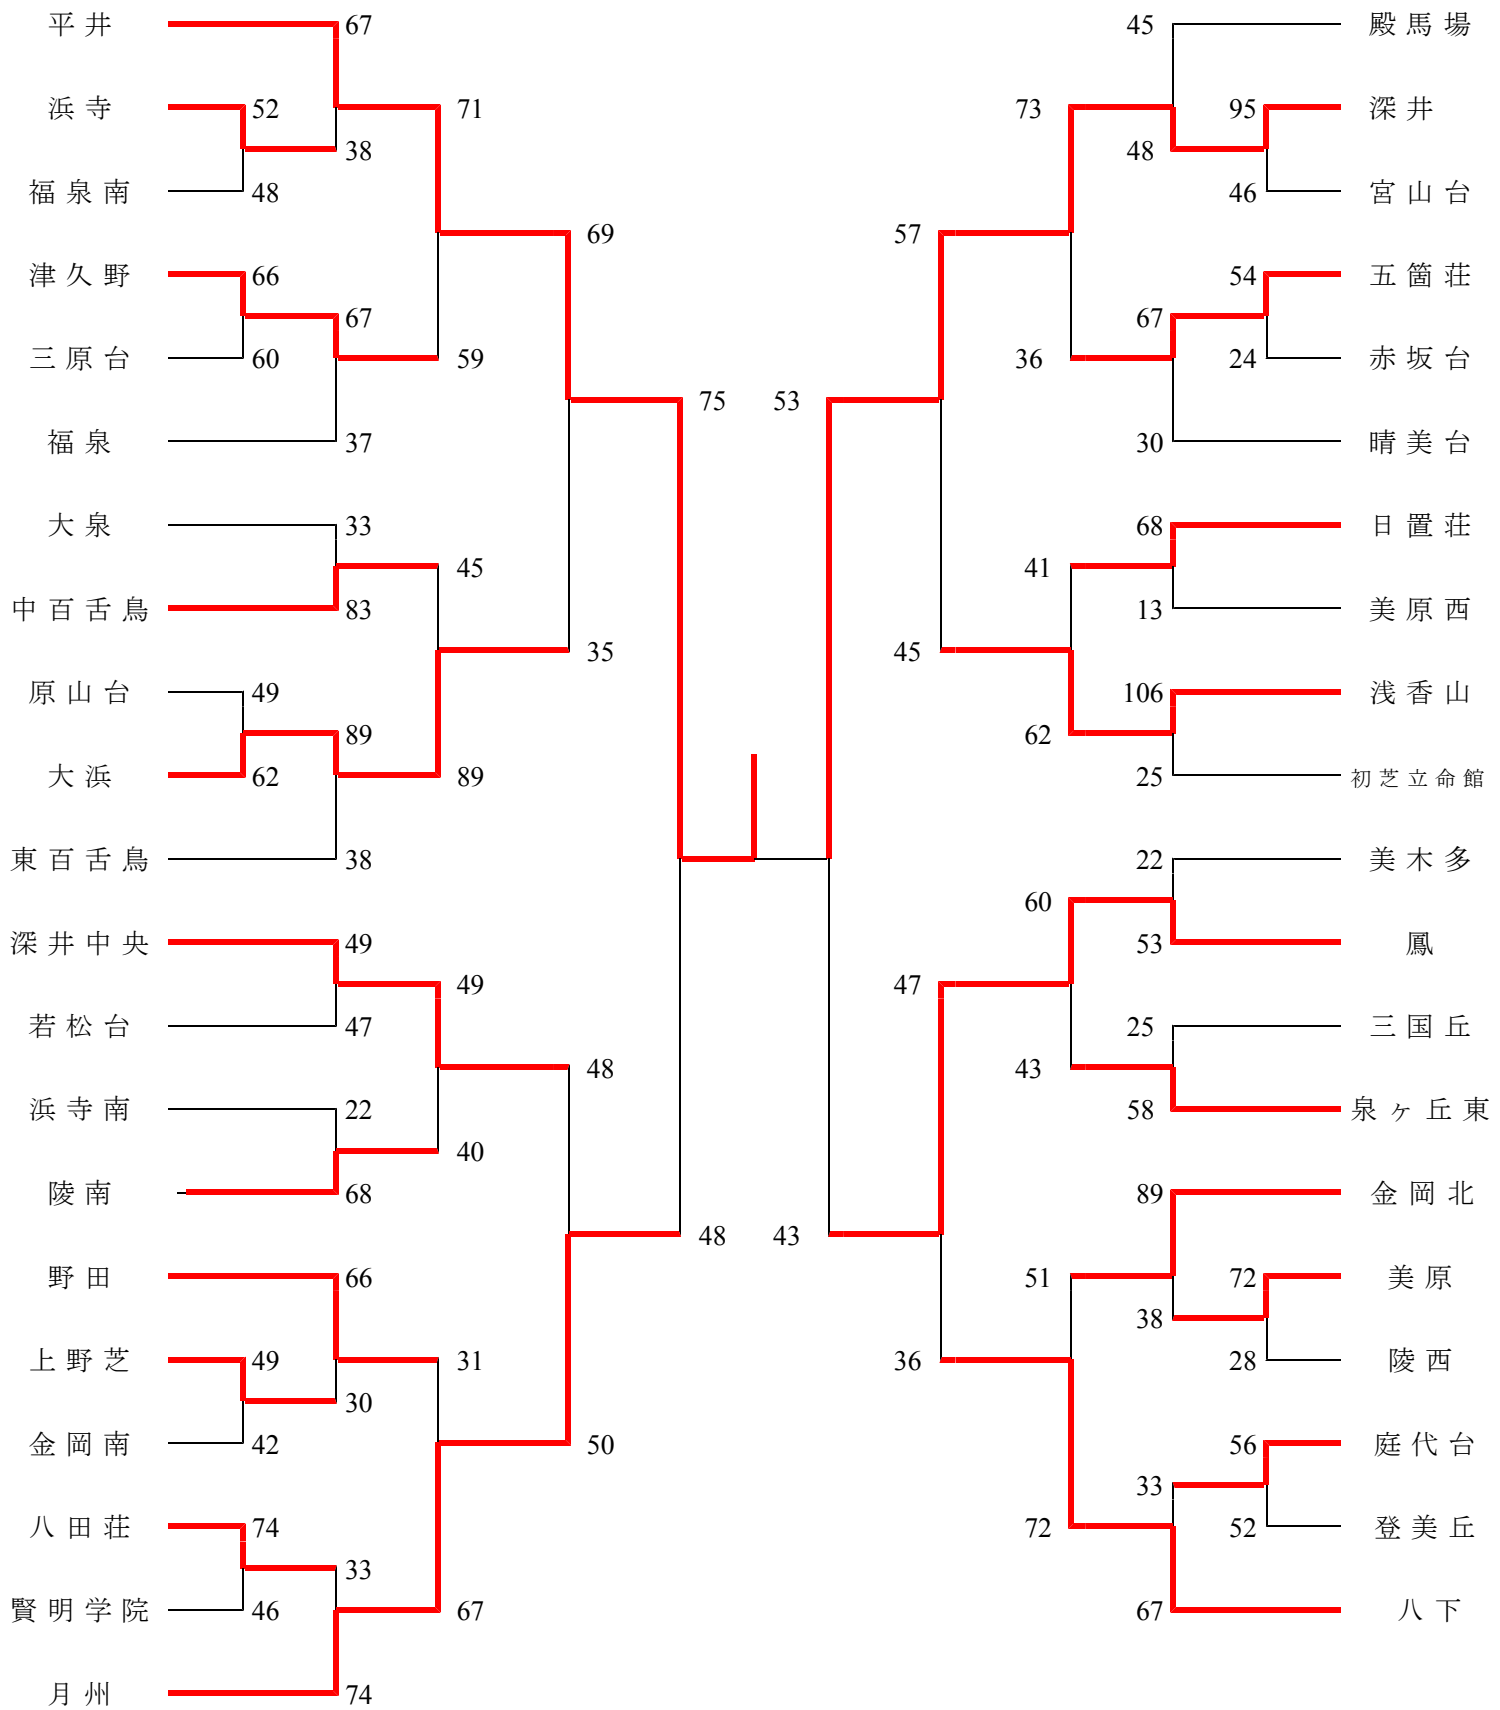 平井 67 45 殿馬場
浜寺 52 71 73 95 深井
38 48
福泉南 48 46 宮山台
69 57
津久野 66 54 五箇荘
67 67
三原台 60 59 36 24 赤坂台
75 53
福泉 37 30 晴美台
大泉 33 68 日置荘
45 41
中百舌鳥 83 13 美原西
35 45
原山台 49 106 浅香山
89 62
大浜 62 89 25 初芝立命館
東百舌鳥 38 22 美木多
60
深井中央 49 53 鳳
49 47
若松台 47 25 三国丘
48 43
浜寺南 22 58 泉ヶ丘東
40
陵南 68 89 金岡北
48 43
野田 66 51 72 美原
38
上野芝 49 31 36 28 陵西
30
金岡南 42 50 56 庭代台
33
八田荘 74 72 52 登美丘
33
賢明学院 46 67 67 八下
月州 74